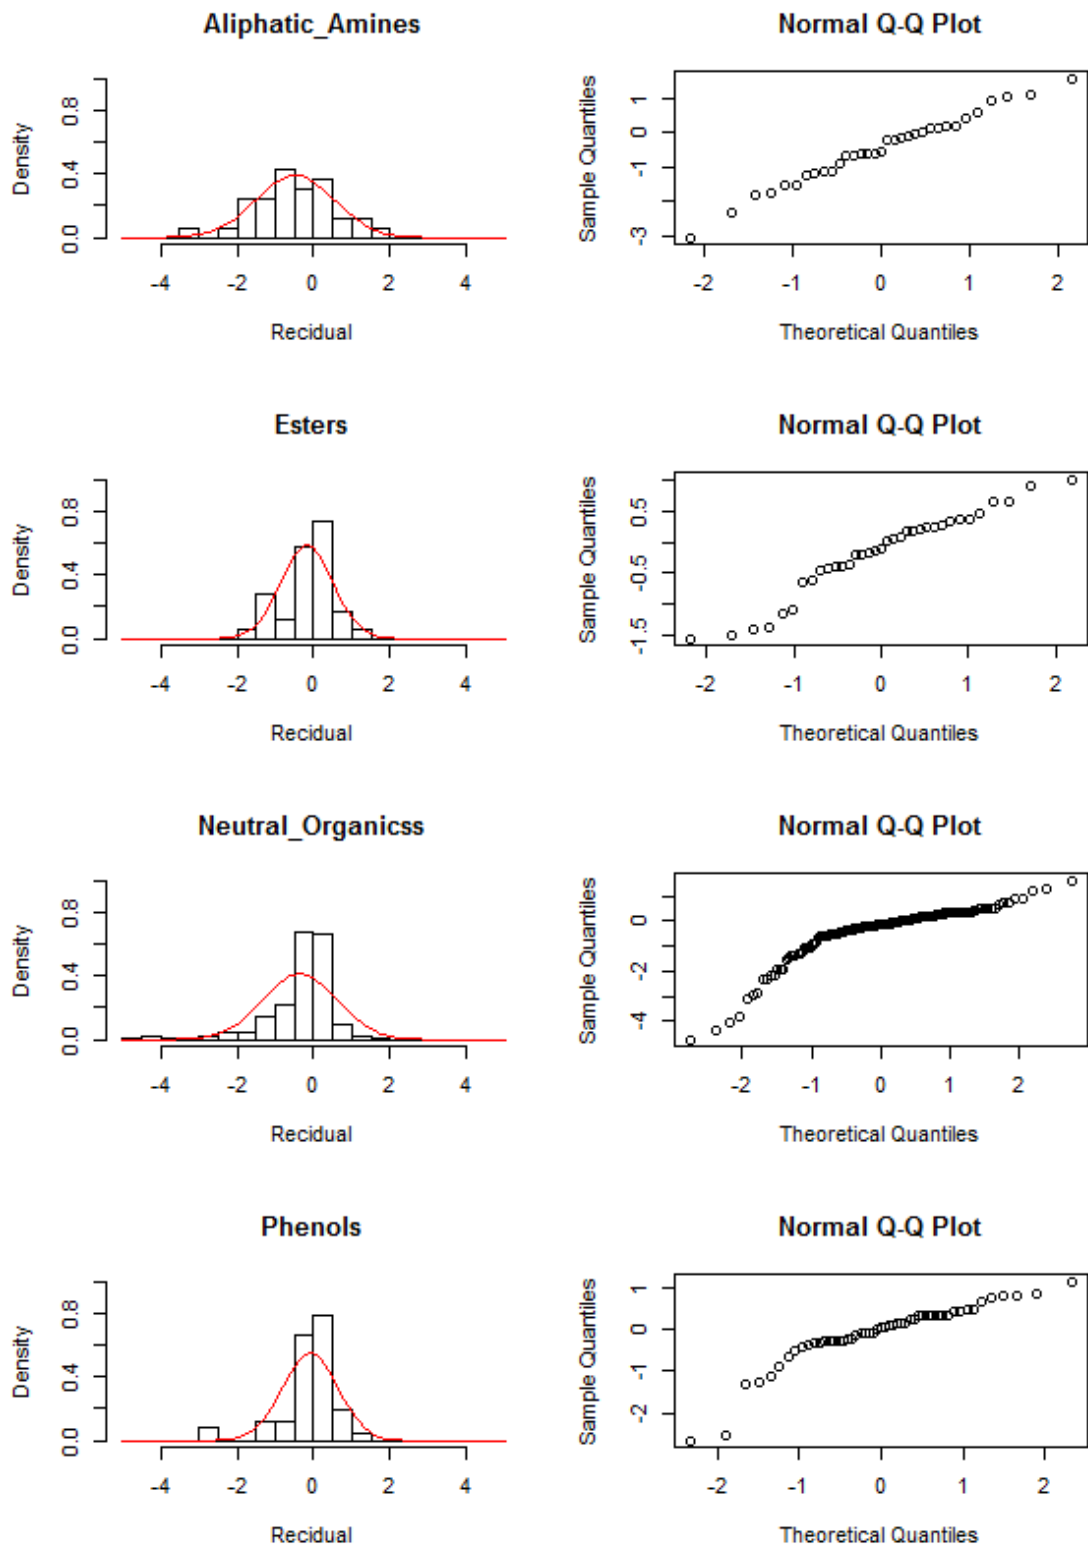 Aliphatic_Amines
Normal Q-Q Plot
Density
0.0 0.4 0.8
-4 -2 0 2 4
Recidual
Sample Quantiles
-3 -1 0 1
-2 -1 0 1 2
Theoretical Quantiles
Esters
Normal Q-Q Plot
Density
0.0 0.4 0.8
-4 -2 0 2 4
Recidual
Sample Quantiles
-1.5 -0.5 0.5
-2 -1 0 1 2
Theoretical Quantiles
Neutral_Organicss
Normal Q-Q Plot
Density
0.0 0.4 0.8
-4 -2 0 2 4
Recidual
Sample Quantiles
-4 -2 0
-2 -1 0 1 2
Theoretical Quantiles
Phenols
Normal Q-Q Plot
Density
0.0 0.4 0.8
-4 -2 0 2 4
Recidual
Sample Quantiles
-2 -1 0 1
-2 -1 0 1 2
Theoretical Quantiles